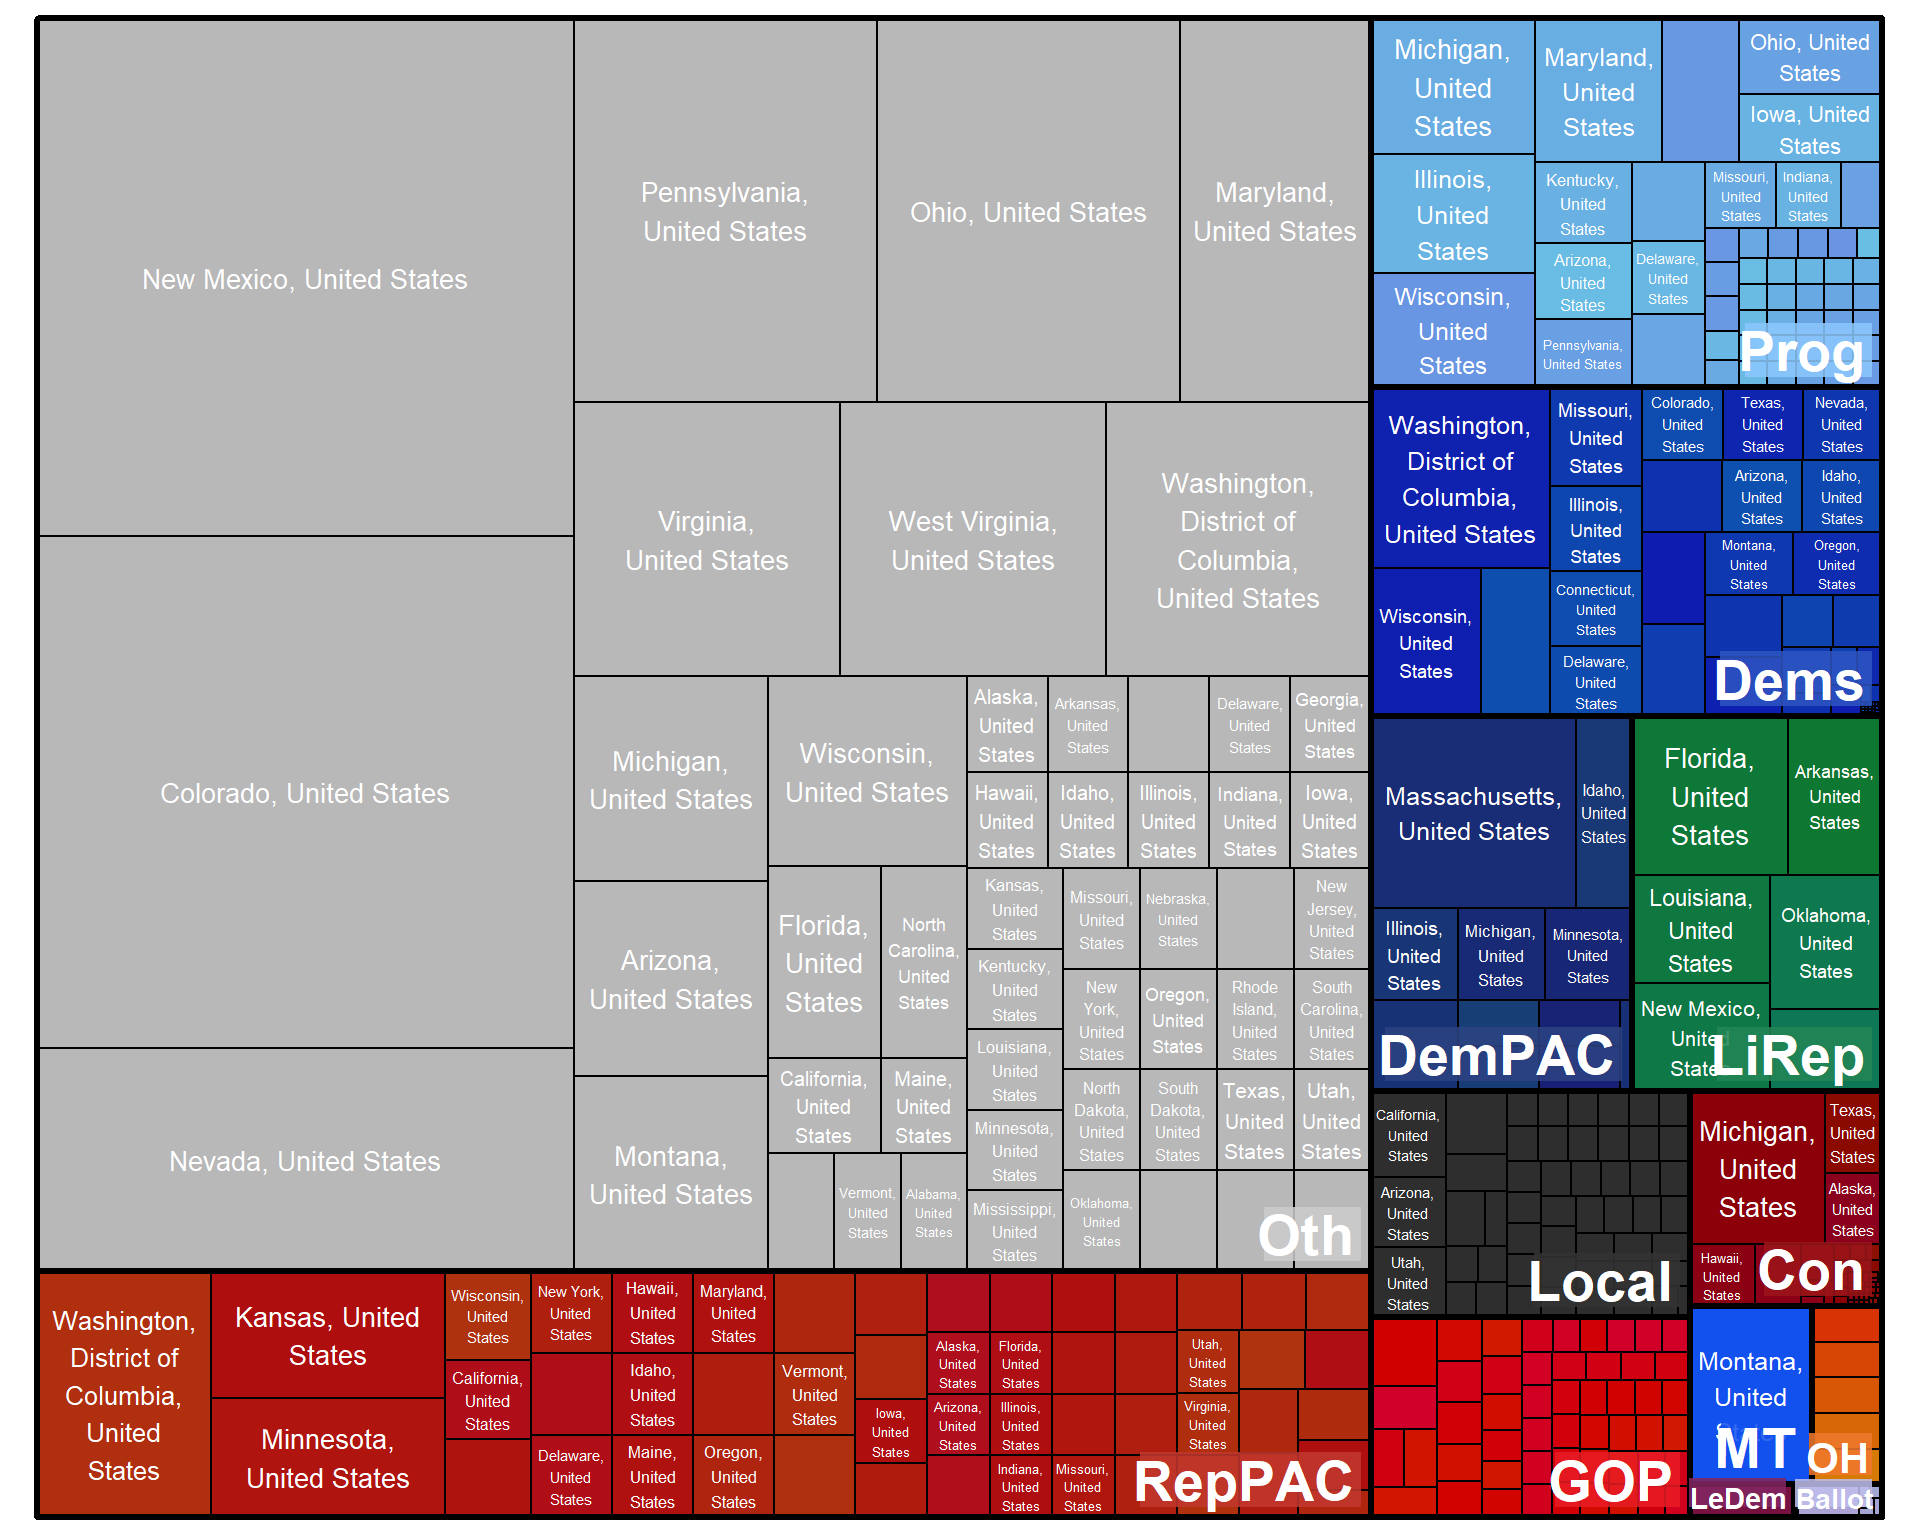 New Mexico, United States
Colorado, United States
Nevada, United States
Pennsylvania,
United States
Ohio, United States
Maryland,
United States
Virginia,
United States
West Virginia,
United States
Washington,
District of
Columbia,
United States
Michigan,
United States
Arizona,
United States
Montana,
United States
Wisconsin,
United States
Florida,
United
States
North
Carolina,
United
States
California,
United
States
Maine,
United
States
Vermont,
United
States
Alabama,
United
States
Alaska,
United
States
Arkansas,
United
States
Delaware,
United
States
Georgia,
United
States
Hawaii,
United
States
Idaho,
United
States
Illinois,
United
States
Indiana,
United
States
Iowa,
United
States
Kansas,
United
States
Kentucky,
United
States
Louisiana,
United
States
Minnesota,
United
States
Mississippi,
United
States
Missouri,
United
States
Nebraska,
United
States
New
Jersey,
United
States
New
York,
United
States
Oregon,
United
States
Rhode
Island,
United
States
South
Carolina,
United
States
North
Dakota,
United
States
South
Dakota,
United
States
Texas,
United
States
Utah,
United
States
Oklahoma,
United
States
Oth
Washington,
District of
Columbia,
United
States
Kansas, United
States
Minnesota,
United States
Wisconsin,
United
States
California,
United
States
New York,
United
States
Delaware,
United
States
Hawaii,
United
States
Idaho,
United
States
Maine,
United
States
Maryland,
United
States
Oregon,
United
States
Vermont,
United
States
Iowa,
United
States
Alaska,
United
States
Arizona,
United
States
Florida,
United
States
Illinois,
United
States
Indiana,
United
States
Missouri,
United
States
Utah,
United
States
Virginia,
United
States
RepPAC
Michigan,
United
States
Illinois,
United
States
Wisconsin,
United
States
Maryland,
United
States
Ohio, United
States
Iowa, United
States
Kentucky,
United
States
Arizona,
United
States
Pennsylvania,
United States
Delaware,
United
States
Missouri,
United
States
Indiana,
United
States
Prog
Washington,
District of
Columbia,
United States
Wisconsin,
United
States
Missouri,
United
States
Illinois,
United
States
Connecticut,
United
States
Delaware,
United
States
Colorado,
United
States
Texas,
United
States
Nevada,
United
States
Arizona,
United
States
Idaho,
United
States
Montana,
United
States
Oregon,
United
States
Dems
Massachusetts,
United States
Idaho,
United
States
Illinois,
United
States
Michigan,
United
States
Minnesota,
United
States
DemPAC
Florida,
United
States
Arkansas,
United
States
Louisiana,
United
States
Oklahoma,
United
States
New Mexico,
United
States
LiRep
California,
United
States
Arizona,
United
States
Utah,
United
States
Local
Michigan,
United
States
Texas,
United
States
Alaska,
United
States
Hawaii,
United
States
Con
GOP
Montana,
United
States
MT
OH
LeDem
Ballot